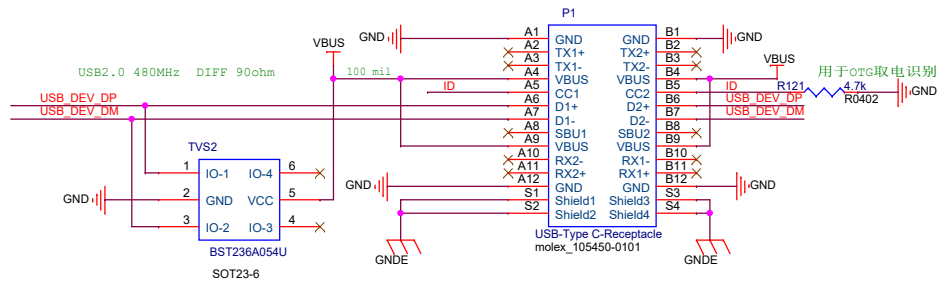 P1
VBUS
GND
A1 GND GND B1
GND
A2 TX1+ TX2+ B2
A3 TX1- TX2- B3
VBUS
USB2.0 480MHz DIFF 90ohm
100 mil
A4 VBUS VBUS B4
用于OTG取电识别
ID
A5 CC1 CC2 B5
ID
R121
4.7k
R0402
GND
USB_DEV_DP
A6 D1+ D2+ B6
USB_DEV_DP
USB_DEV_DM
A7 D1- D2- B7
USB_DEV_DM
A8 SBU1 SBU2 B8
A9 VBUS VBUS B9
A10 RX2- RX1- B10
A11 RX2+ RX1+ B11
GND
A12 GND GND B12
GND
S1 Shield1 Shield3 S3
S2 Shield2 Shield4 S4
USB-Type C-Receptacle
molex_105450-0101
GNDE
GNDE
TVS2
1 IO-1 IO-4 6
GND
2 GND VCC 5
3 IO-2 IO-3 4
BST236A054U
SOT23-6